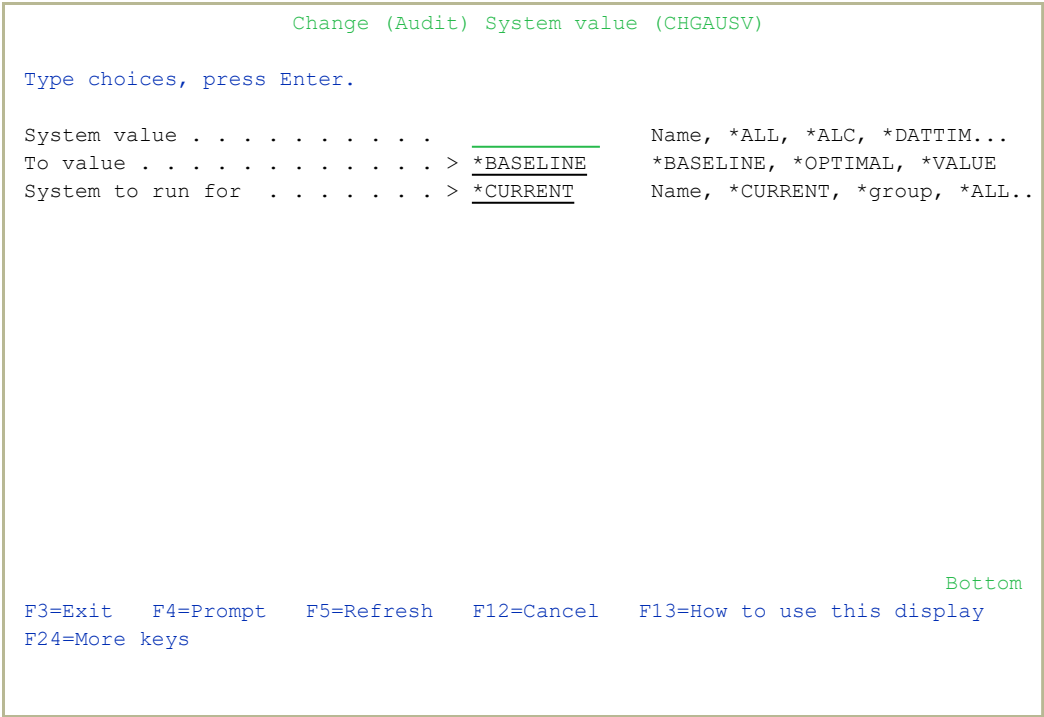 Change (Audit) System value (CHGAUSV)
Type choices, press Enter.
System value . . . . . . . . . . Name, *ALL, *ALC, *DATTIM...
To value . . . . . . . . . . . . > *BASELINE *BASELINE, *OPTIMAL, *VALUE
System to run for . . . . . . . > *CURRENT Name, *CURRENT, *group, *ALL..
Bottom
F3=Exit F4=Prompt F5=Refresh F12=Cancel F13=How to use this display
F24=More keys